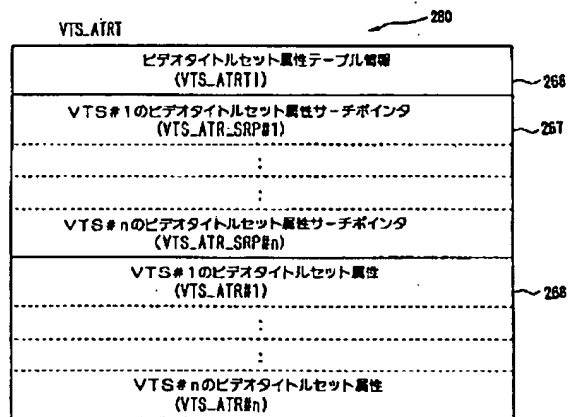 VTS_ATRT
280
ビデオタイトルセット属性テーブル情報
(VTS_ATRTI)
266
VTS#1のビデオタイトルセット属性サーチポインタ
(VTS_ATR_SRP#1)
267
:
:
VTS#nのビデオタイトルセット属性サーチポインタ
(VTS_ATR_SRP#n)
VTS#1のビデオタイトルセット属性
(VTS_ATR#1)
268
:
:
VTS#nのビデオタイトルセット属性
(VTS_ATR#n)